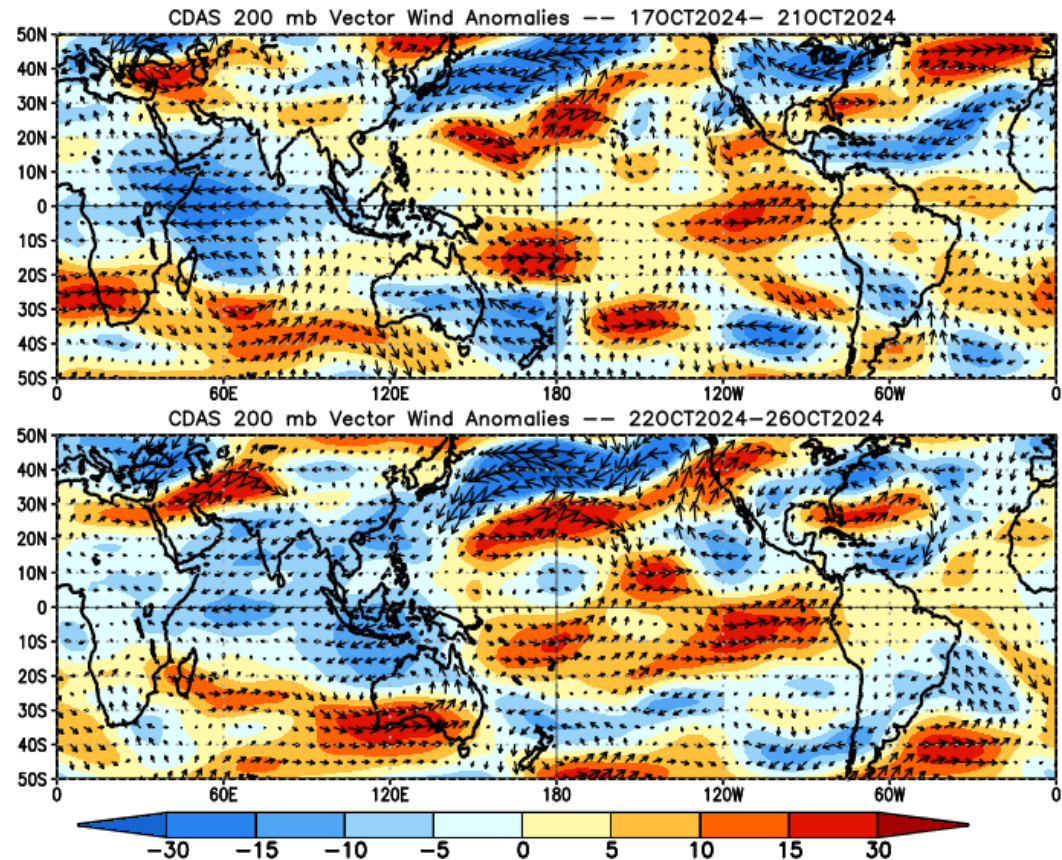 CDAS 200 mb Vector Wind Anomalies -- 17OCT2024- 21OCT2024
50N
40N
30N
20N
10N
0
10S
20S
30S
40S
50S
0 60E 120E 180 120W 60W 0
CDAS 200 mb Vector Wind Anomalies -- 22OCT2024-26OCT2024
50N
40N
30N
20N
10N
0
10S
20S
30S
40S
50S
0 60E 120E 180 120W 60W 0
-30 -15 -10 -5 0 5 10 15 30